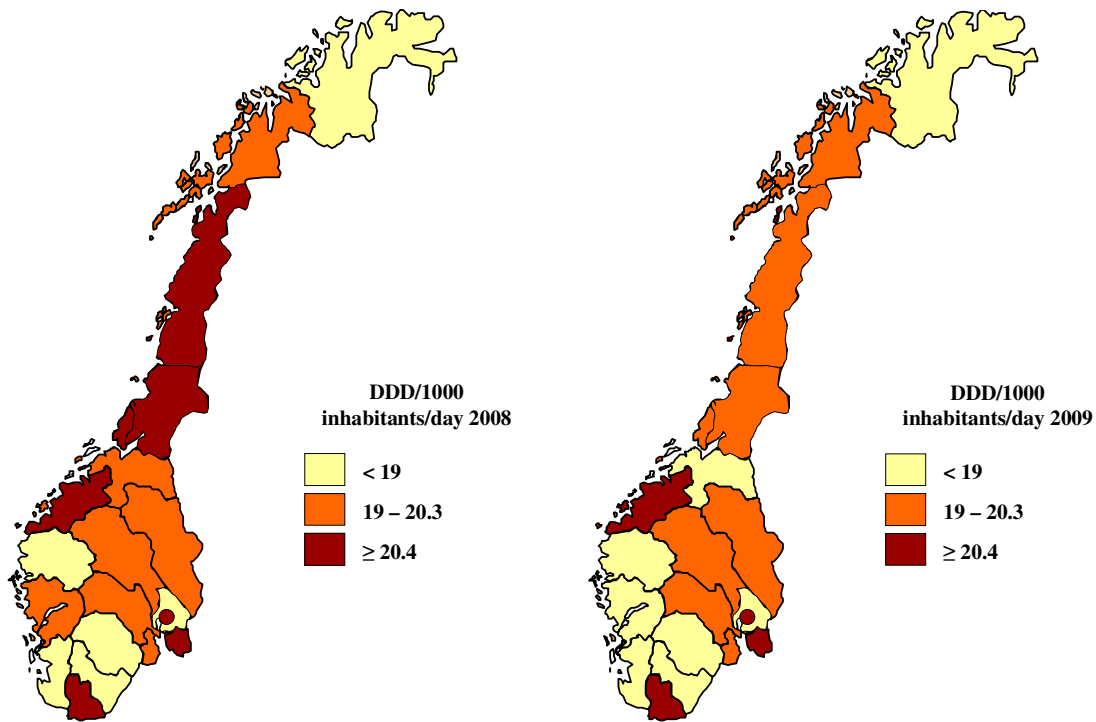 DDD/1000
inhabitants/day 2008
< 19
19 – 20.3
≥ 20.4
DDD/1000
inhabitants/day 2009
< 19
19 – 20.3
≥ 20.4